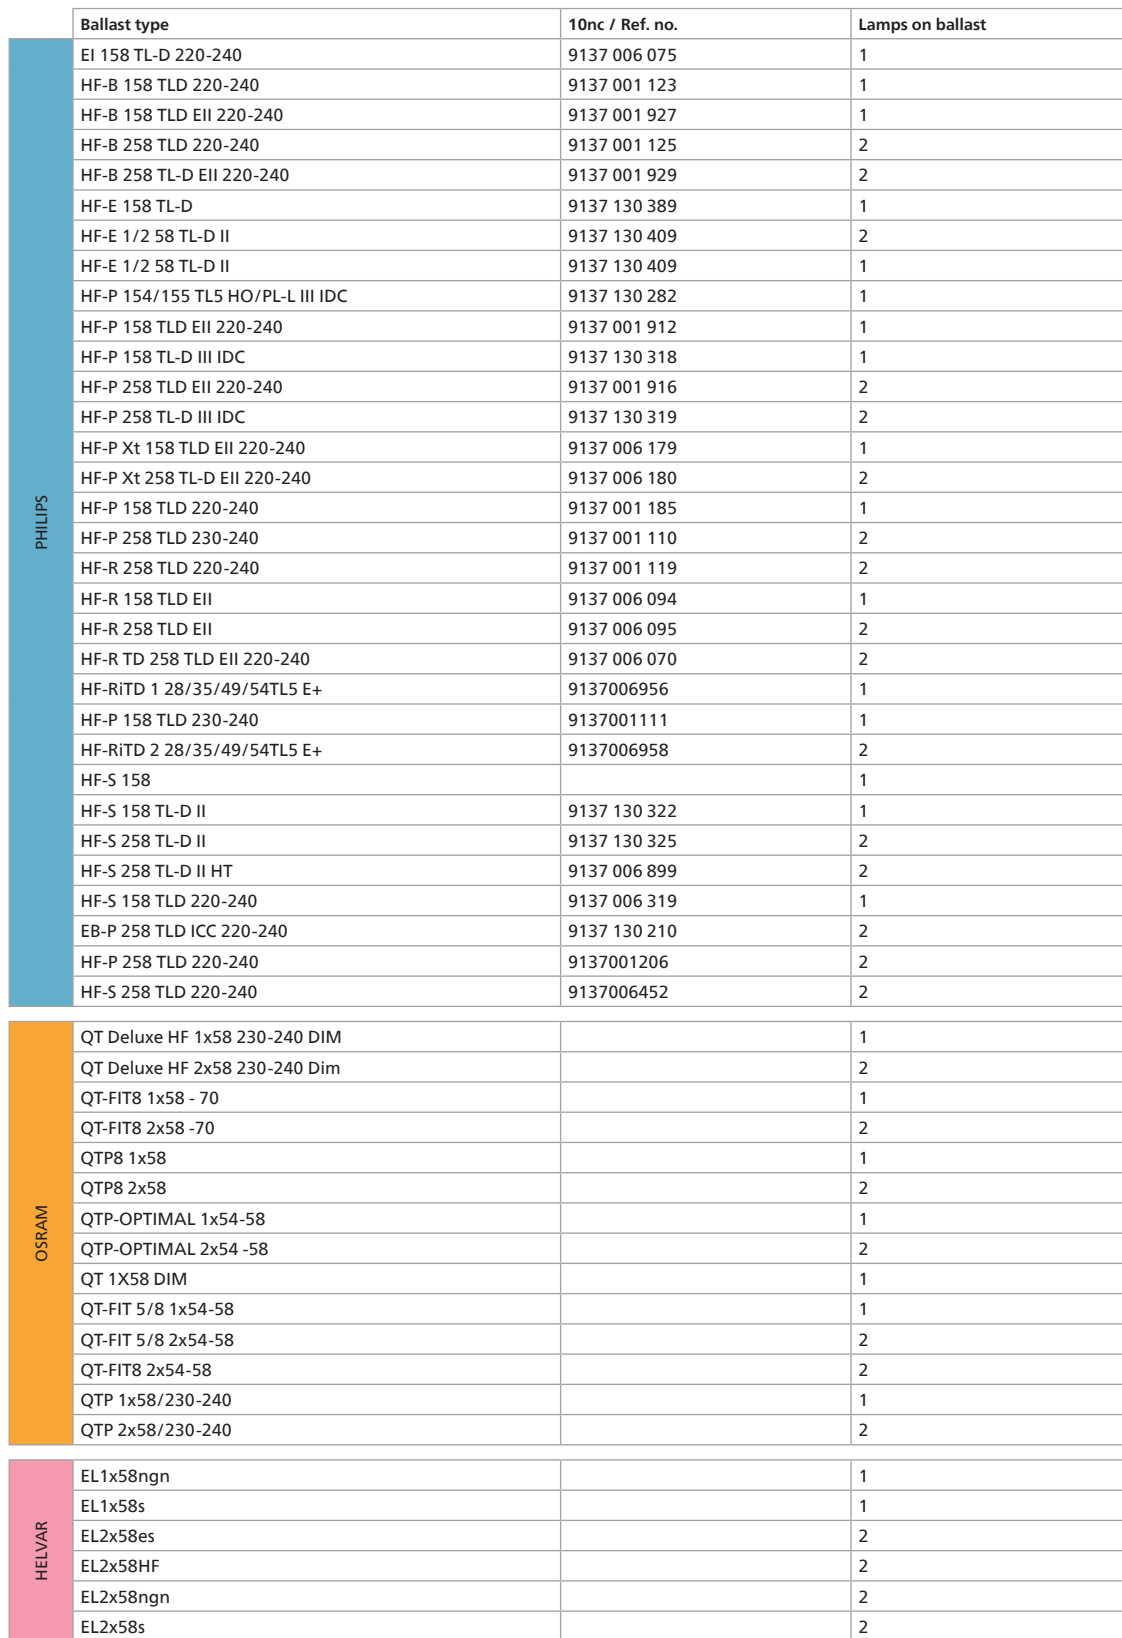 Ballast type 10nc / Ref. no. Lamps on ballast
PHILIPS
EI 158 TL-D 220-240 9137 006 075 1
HF-B 158 TLD 220-240 9137 001 123 1
HF-B 158 TLD EII 220-240 9137 001 927 1
HF-B 258 TLD 220-240 9137 001 125 2
HF-B 258 TL-D EII 220-240 9137 001 929 2
HF-E 158 TL-D 9137 130 389 1
HF-E 1/2 58 TL-D II 9137 130 409 2
HF-E 1/2 58 TL-D II 9137 130 409 1
HF-P 154/155 TL5 HO/PL-L III IDC 9137 130 282 1
HF-P 158 TLD EII 220-240 9137 001 912 1
HF-P 158 TL-D III IDC 9137 130 318 1
HF-P 258 TLD EII 220-240 9137 001 916 2
HF-P 258 TL-D III IDC 9137 130 319 2
HF-P Xt 158 TLD EII 220-240 9137 006 179 1
HF-P Xt 258 TL-D EII 220-240 9137 006 180 2
HF-P 158 TLD 220-240 9137 001 185 1
HF-P 258 TLD 230-240 9137 001 110 2
HF-R 258 TLD 220-240 9137 001 119 2
HF-R 158 TLD EII 9137 006 094 1
HF-R 258 TLD EII 9137 006 095 2
HF-R TD 258 TLD EII 220-240 9137 006 070 2
HF-RiTD 1 28/35/49/54TL5 E+ 9137006956 1
HF-P 158 TLD 230-240 9137001111 1
HF-RiTD 2 28/35/49/54TL5 E+ 9137006958 2
HF-S 158 1
HF-S 158 TL-D II 9137 130 322 1
HF-S 258 TL-D II 9137 130 325 2
HF-S 258 TL-D II HT 9137 006 899 2
HF-S 158 TLD 220-240 9137 006 319 1
EB-P 258 TLD ICC 220-240 9137 130 210 2
HF-P 258 TLD 220-240 9137001206 2
HF-S 258 TLD 220-240 9137006452 2
OSRAM
QT Deluxe HF 1x58 230-240 DIM 1
QT Deluxe HF 2x58 230-240 Dim 2
QT-FIT8 1x58 - 70 1
QT-FIT8 2x58 -70 2
QTP8 1x58 1
QTP8 2x58 2
QTP-OPTIMAL 1x54-58 1
QTP-OPTIMAL 2x54 -58 2
QT 1X58 DIM 1
QT-FIT 5/8 1x54-58 1
QT-FIT 5/8 2x54-58 2
QT-FIT8 2x54-58 2
QTP 1x58/230-240 1
QTP 2x58/230-240 2
HELVAR
EL1x58ngn 1
EL1x58s 1
EL2x58es 2
EL2x58HF 2
EL2x58ngn 2
EL2x58s 2